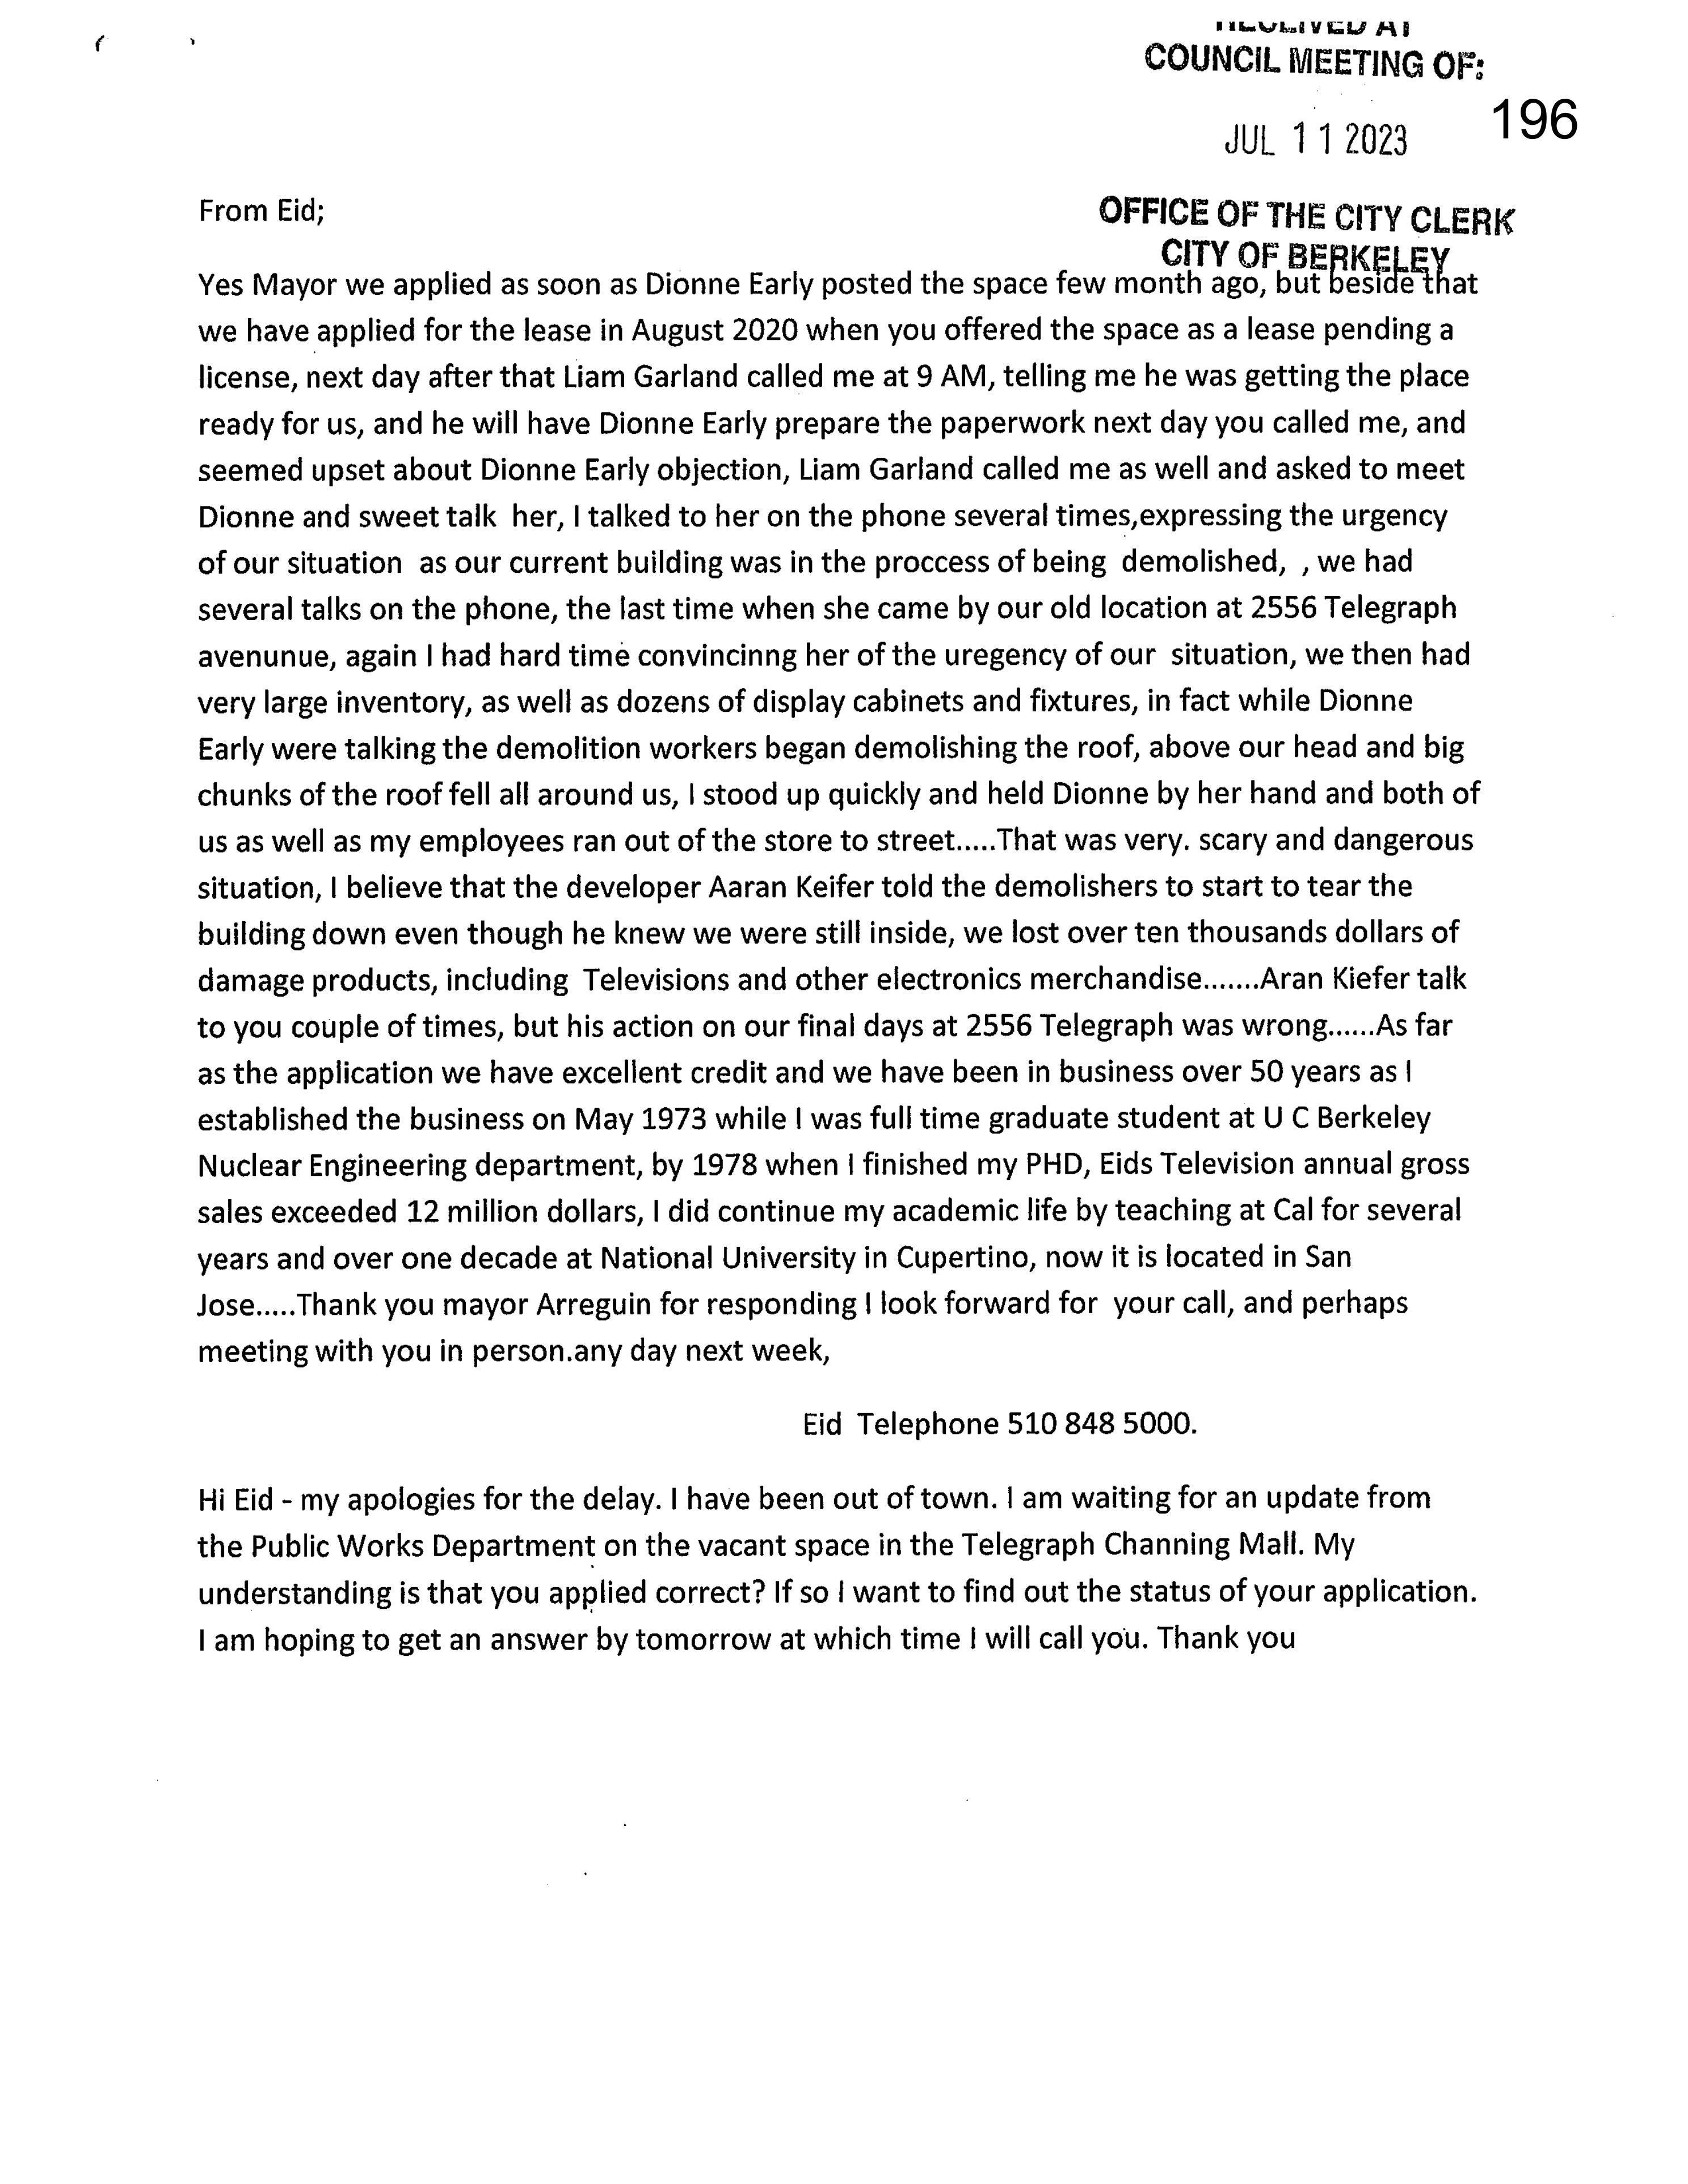 RECEIVED AT
COUNCIL MEETING OF:
196
JUL 11 2023
From Eid;
OFFICE OF THE CITY CLERK
CITY OF BERKELEY
Yes Mayor we applied as soon as Dionne Early posted the space few month ago, but beside that
we have applied for the lease in August 2020 when you offered the space as a lease pending a
license, next day after that Liam Garland called me at 9 AM, telling me he was getting the place
ready for us, and he will have Dionne Early prepare the paperwork next day you called me, and
seemed upset about Dionne Early objection, Liam Garland called me as well and asked to meet
Dionne and sweet talk  her, I talked to her on the phone several times,expressing the urgency
of our situation  as our current building was in the proccess of being  demolished,  , we had
several talks on the phone, the last time when she came by our old location at 2556 Telegraph
avenunue, again I had hard time convincinng her of the uregency of our  situation, we then had
very large inventory, as well as dozens of display cabinets and fixtures, in fact while Dionne
Early were talking the demolition workers began demolishing the roof, above our head and big
chunks of the roof fell all around us, I stood up quickly and held Dionne by her hand and both of
us as well as my employees ran out of the store to street.....That was very. scary and dangerous
situation, I believe that the developer Aaran Keifer told the demolishers to start to tear the
building down even though he knew we were still inside, we lost over ten thousands dollars of
damage products, including  Televisions and other electronics merchandise.......Aran Kiefer talk
to you couple of times, but his action on our final days at 2556 Telegraph was wrong......As far
as the application we have excellent credit and we have been in business over 50 years as I
established the business on May 1973 while I was full time graduate student at U C Berkeley
Nuclear Engineering department, by 1978 when I finished my PHD, Eids Television annual gross
sales exceeded 12 million dollars, I did continue my academic life by teaching at Cal for several
years and over one decade at National University in Cupertino, now it is located in San
Jose.....Thank you mayor Arreguin for responding I look forward for  your call, and perhaps
meeting with you in person.any day next week,
Eid  Telephone 510 848 5000.
Hi Eid - my apologies for the delay. I have been out of town. I am waiting for an update from
the Public Works Department on the vacant space in the Telegraph Channing Mall. My
understanding is that you applied correct? If so I want to find out the status of your application.
I am hoping to get an answer by tomorrow at which time I will call you. Thank you